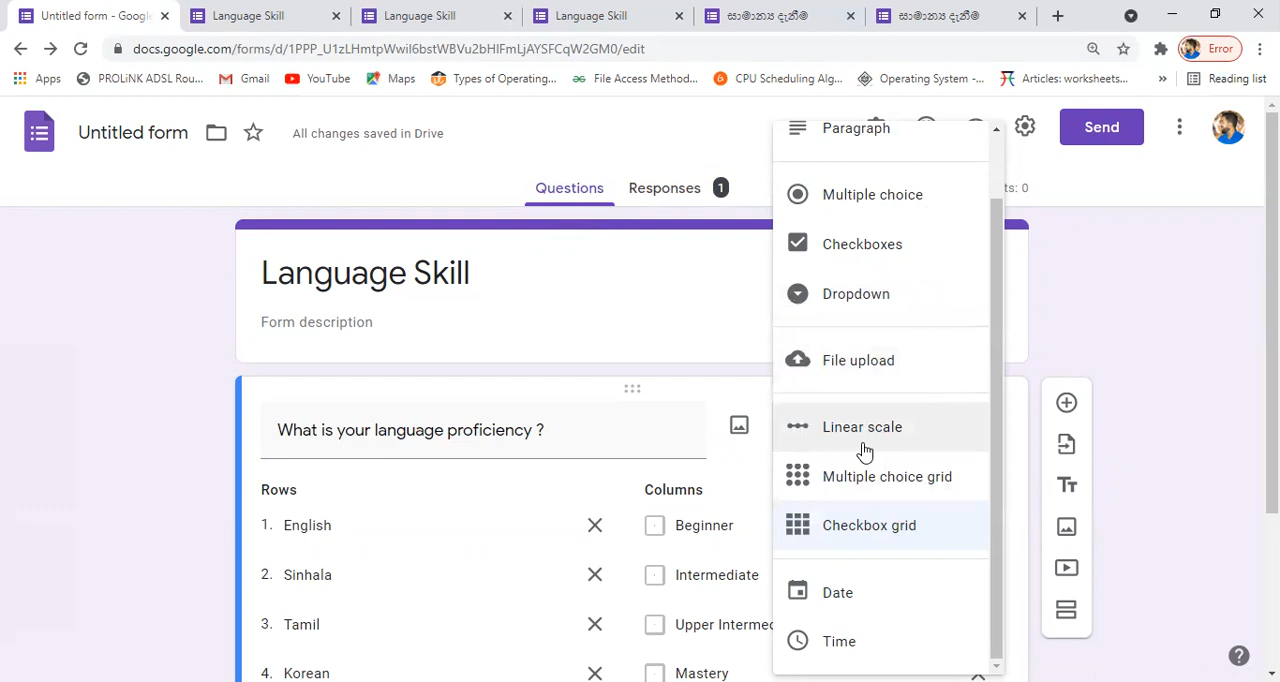 Untitled form - Google
Language Skill
Language Skill
Language Skill
සාමාන්‍ය දැනීම
සාමාන්‍ය දැනීම
docs.google.com/forms/d/1PPP_U1zLHmtpWwil6bstWBVu2bHIFmLjAYSFCqW2GM0/edit
Error
Apps
PROLiNK ADSL Rou...
Gmail
YouTube
Maps
Types of Operating...
File Access Method...
CPU Scheduling Alg...
Operating System -...
Articles: worksheets...
»
Reading list
Untitled form
All changes saved in Drive
Send
Questions
Responses 1
ts: 0
Paragraph
Multiple choice
Checkboxes
Dropdown
File upload
Linear scale
Multiple choice grid
Checkbox grid
Date
Time
Language Skill
Form description
What is your language proficiency ?
Rows
Columns
1. English
Beginner
2. Sinhala
Intermediate
3. Tamil
Upper Intermed
4. Korean
Mastery